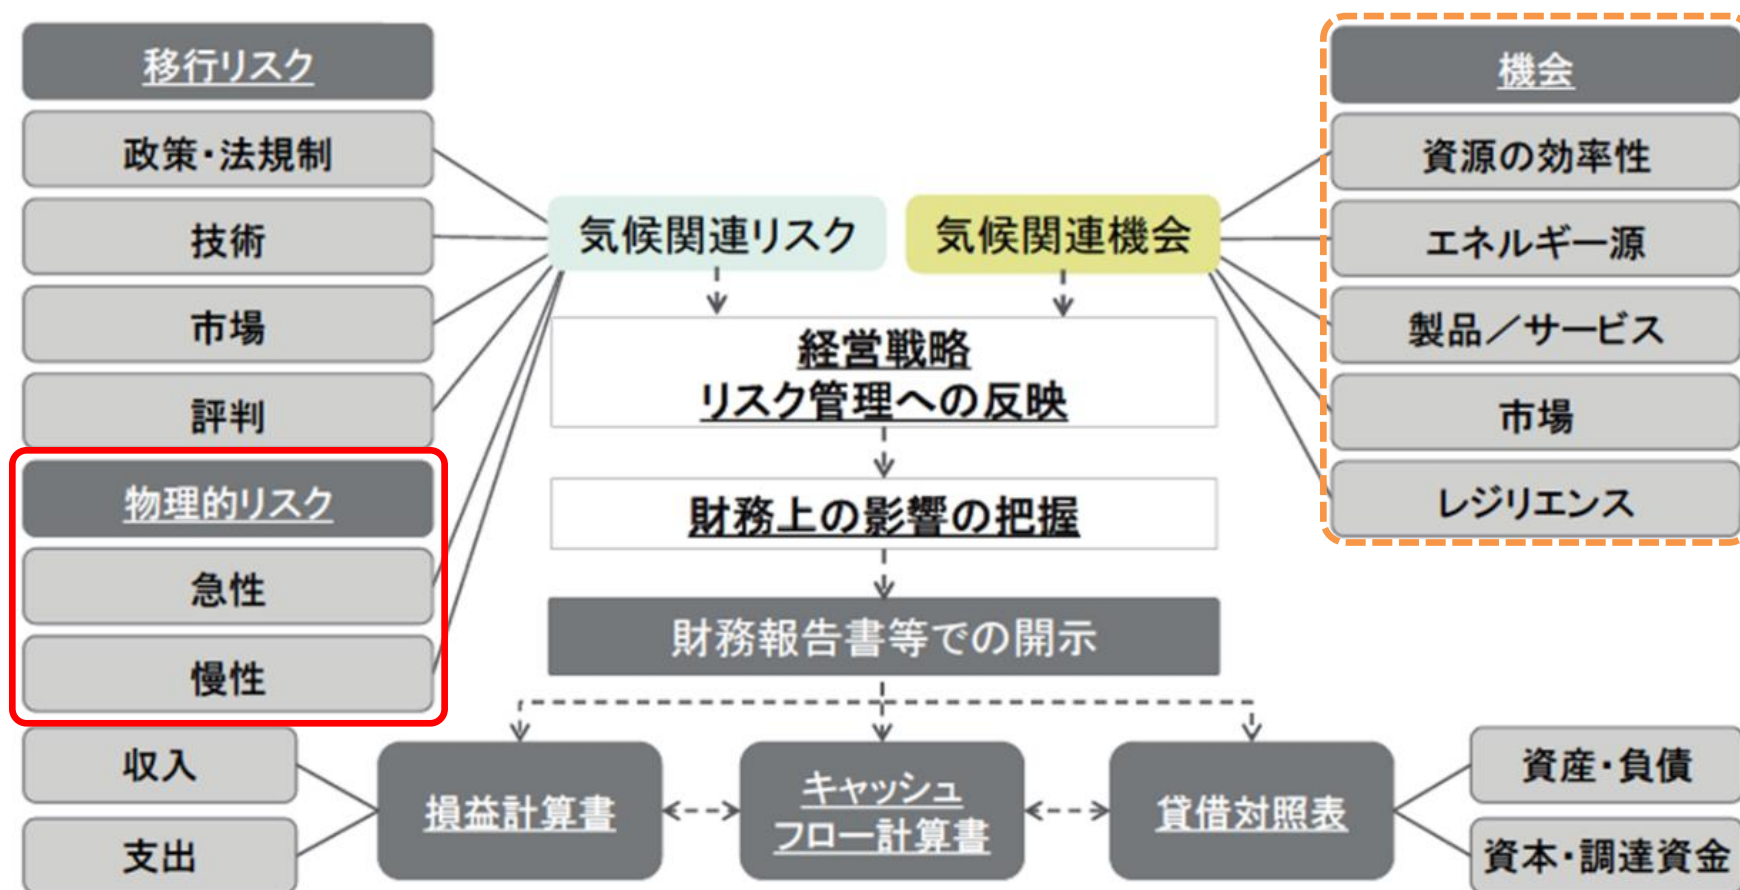 移行リスク
政策・法規制
技術
市場
評判
物理的リスク
急性
慢性
気候関連リスク
気候関連機会
経営戦略
リスク管理への反映
財務上の影響の把握
財務報告書等での開示
機会
資源の効率性
エネルギー源
製品／サービス
市場
レジリエンス
収入
支出
損益計算書
キャッシュ
フロー計算書
貸借対照表
資産・負債
資本・調達資金